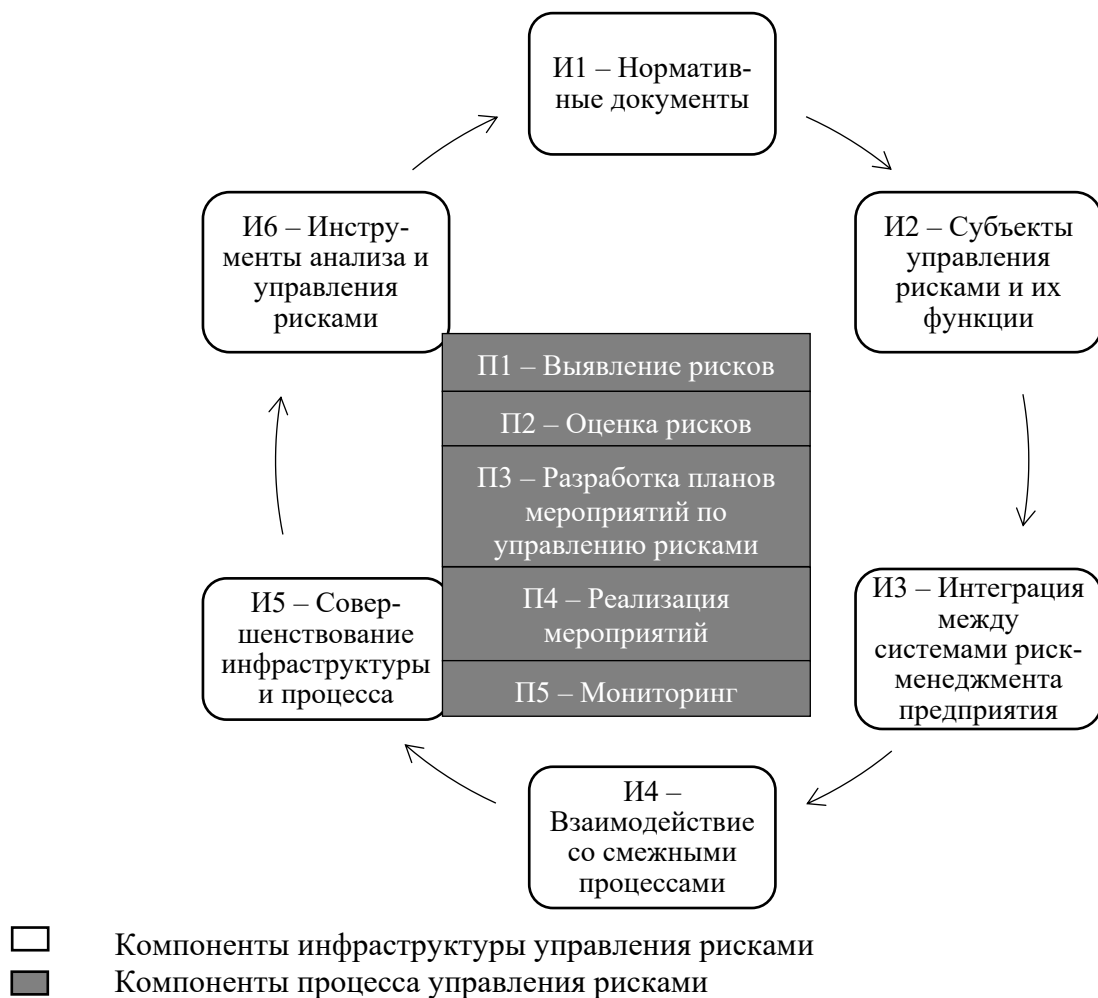 И1 – Норматив-
ные документы
И6 – Инстру-
менты анализа и
управления
рисками
И2 – Субъекты
управления
рисками и их
функции
П1 – Выявление рисков
П2 – Оценка рисков
П3 – Разработка планов
мероприятий по
управлению рисками
П4 – Реализация
мероприятий
П5 – Мониторинг
И5 – Совер-
шенствование
инфраструктуры
и процесса
И3 – Интеграция
между
системами риск-
менеджмента
предприятия
И4 –
Взаимодействие
со смежными
процессами
Компоненты инфраструктуры управления рисками
Компоненты процесса управления рисками